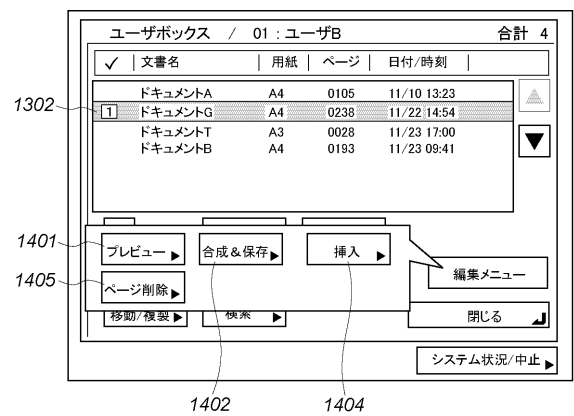 ユーザボックス / 01：ユーザB 合計 4
✓ 文書名 用紙 ページ 日付/時刻
ドキュメントA A4 0105 11/10 13:23
1302 1 ドキュメントG A4 0238 11/22 14:54
ドキュメントT A3 0028 11/23 17:00
ドキュメントB A4 0193 11/23 09:41
1401 プレビュー 合成＆保存 挿入
編集メニュー
1405 ページ削除
移動/複製 検索 閉じる
システム状況/中止
1402 1404